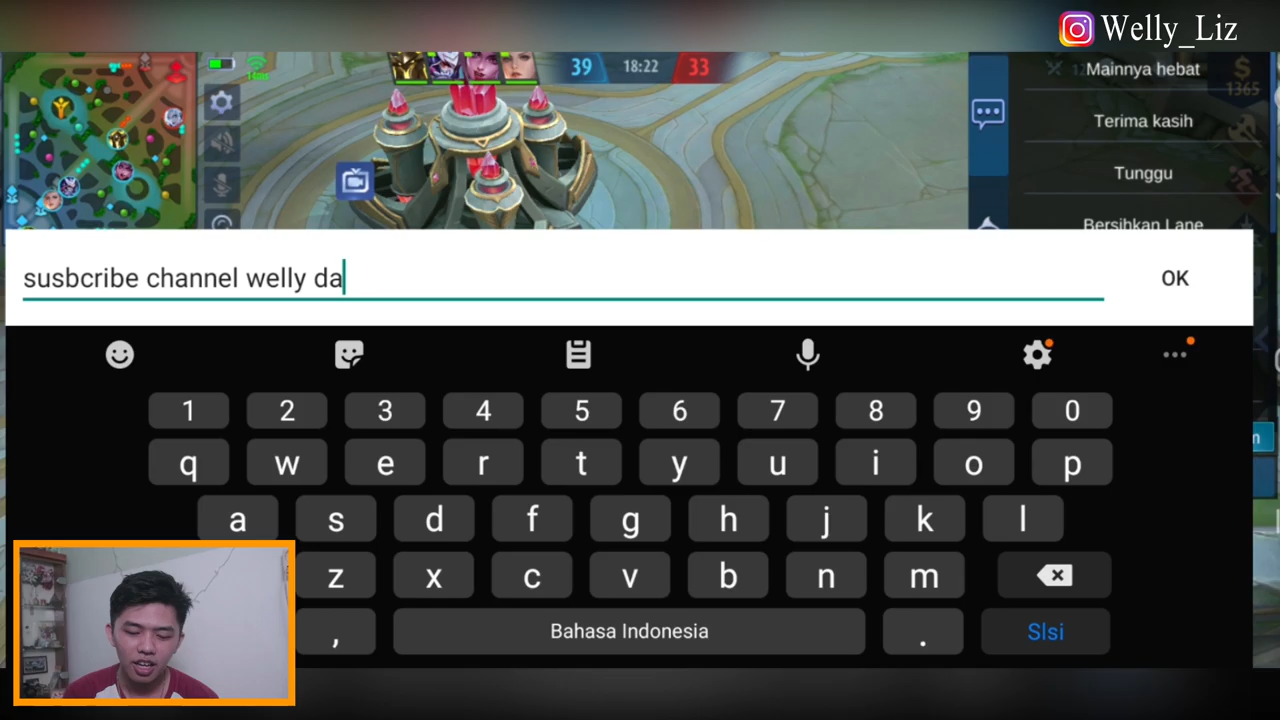 Welly_Liz
39 18:22 33
Mainnya hebat
1365
Terima kasih
Tunggu
Bersihkan Lane
susbcribe channel welly da
OK
1 2 3 4 5 6 7 8 9 0
q w e r t y u i o p
a s d f g h j k l
z x c v b n m
, Bahasa Indonesia . Slsi